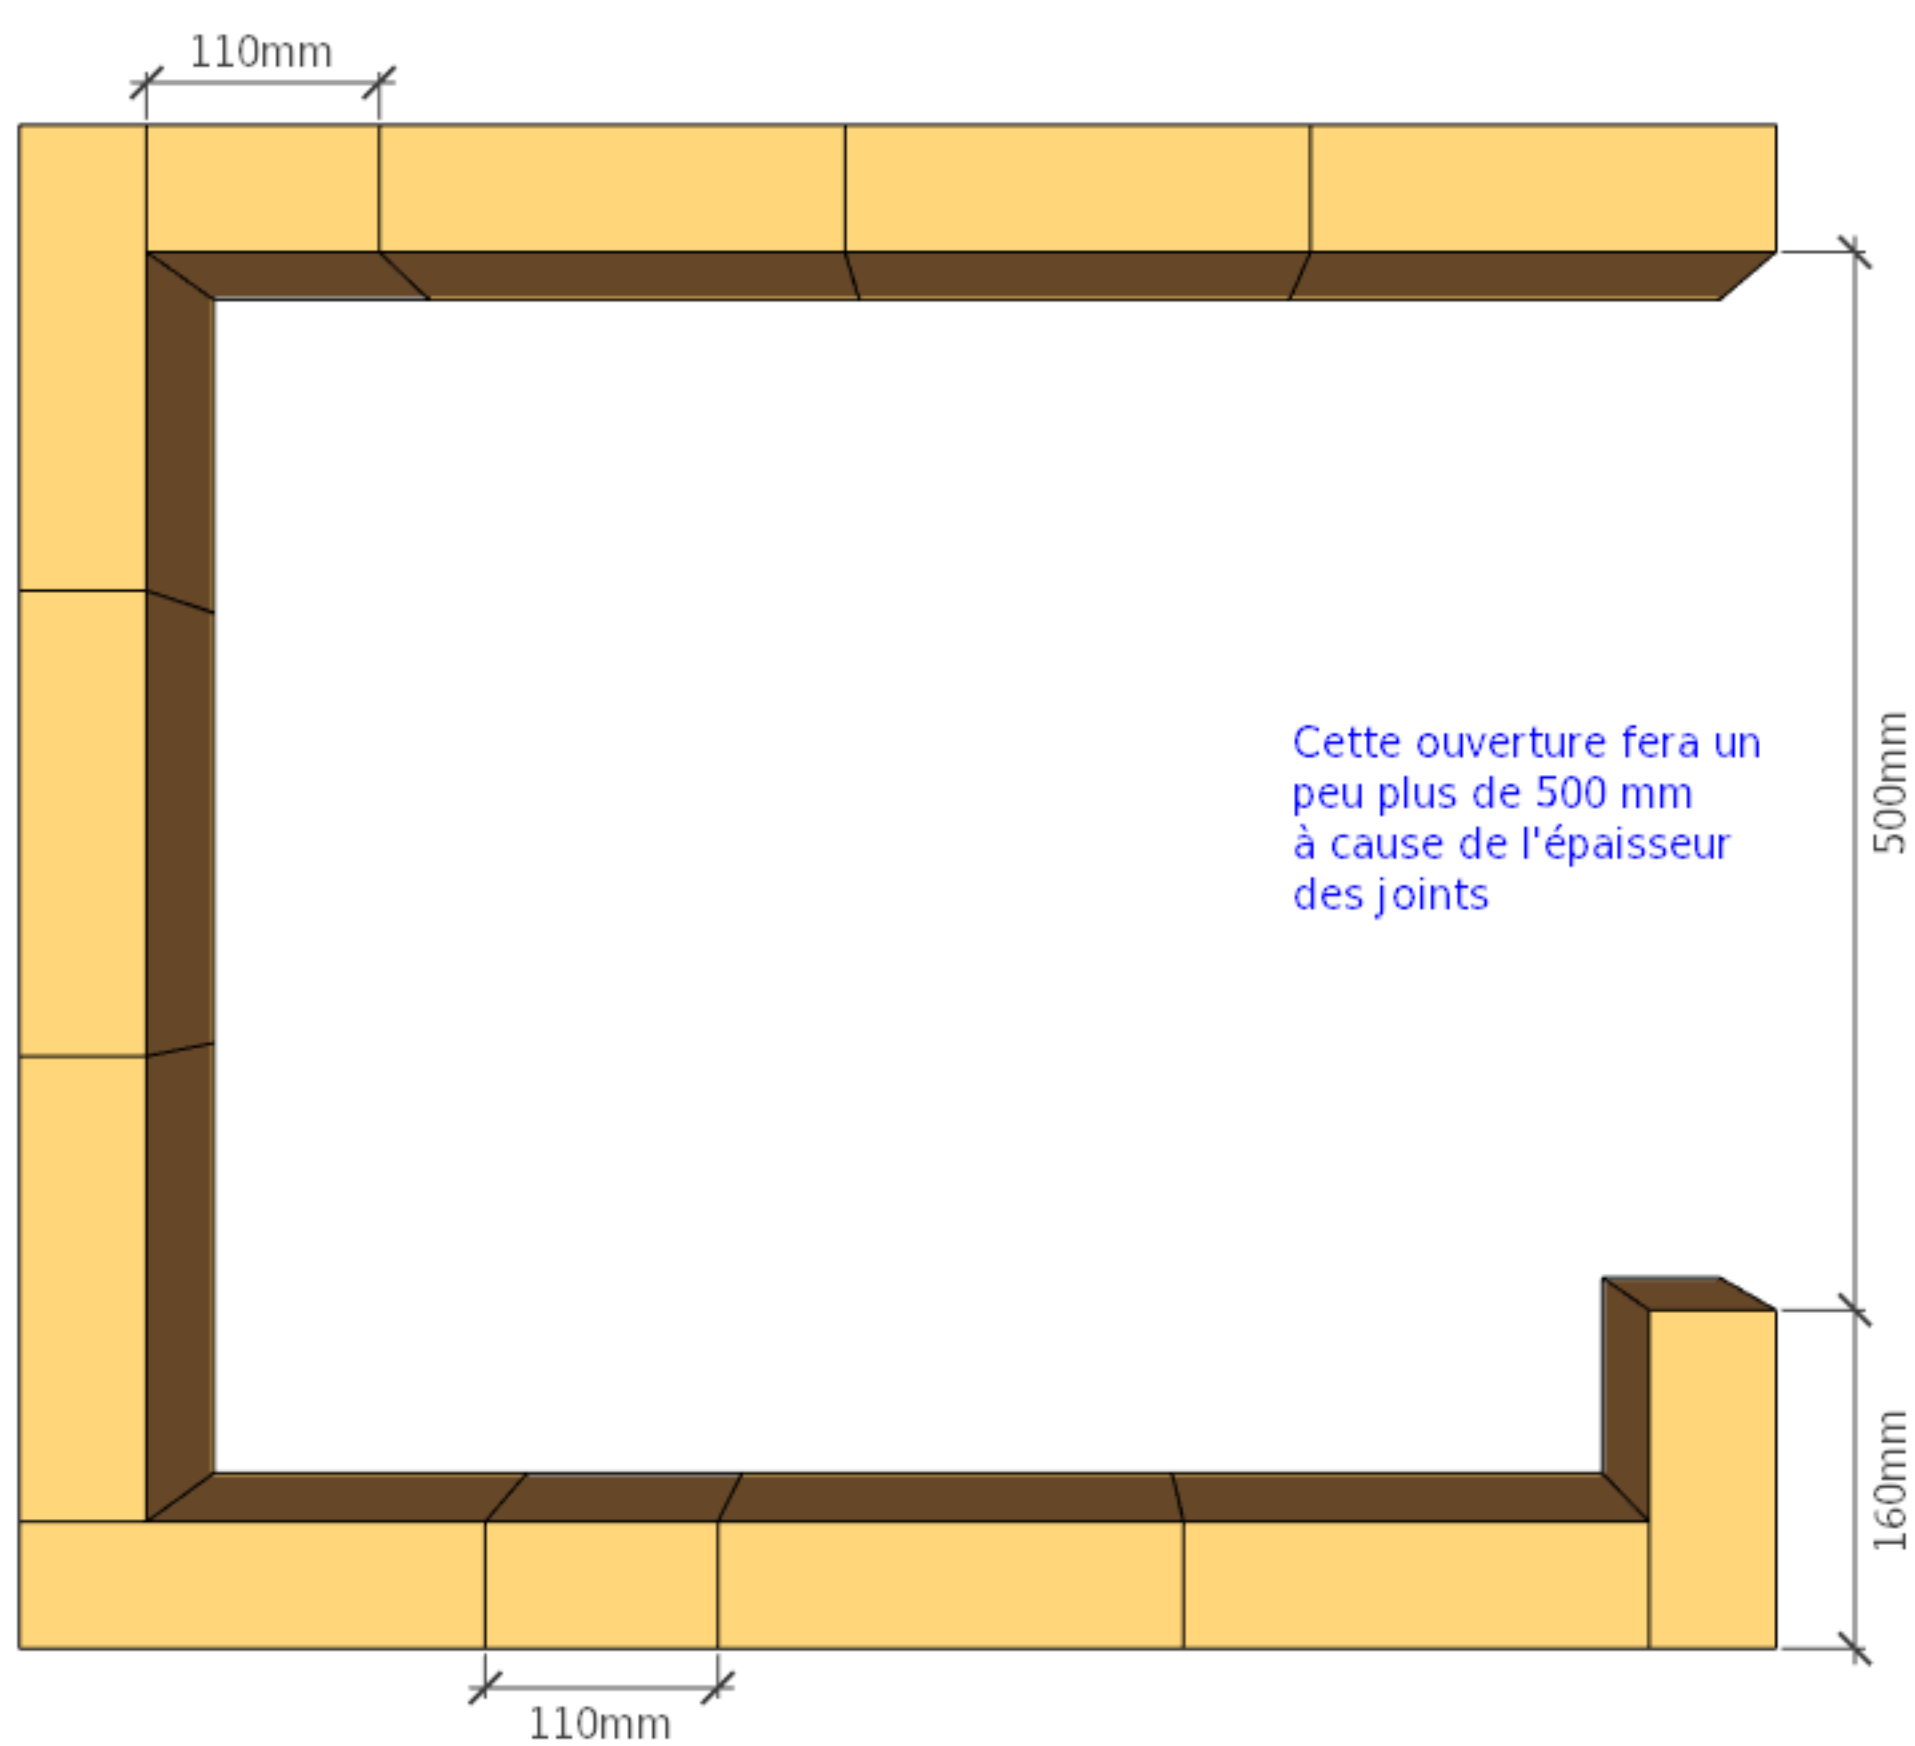 110mm
Cette ouverture fera un
peu plus de 500 mm
à cause de l'épaisseur
des joints
500mm
160mm
110mm